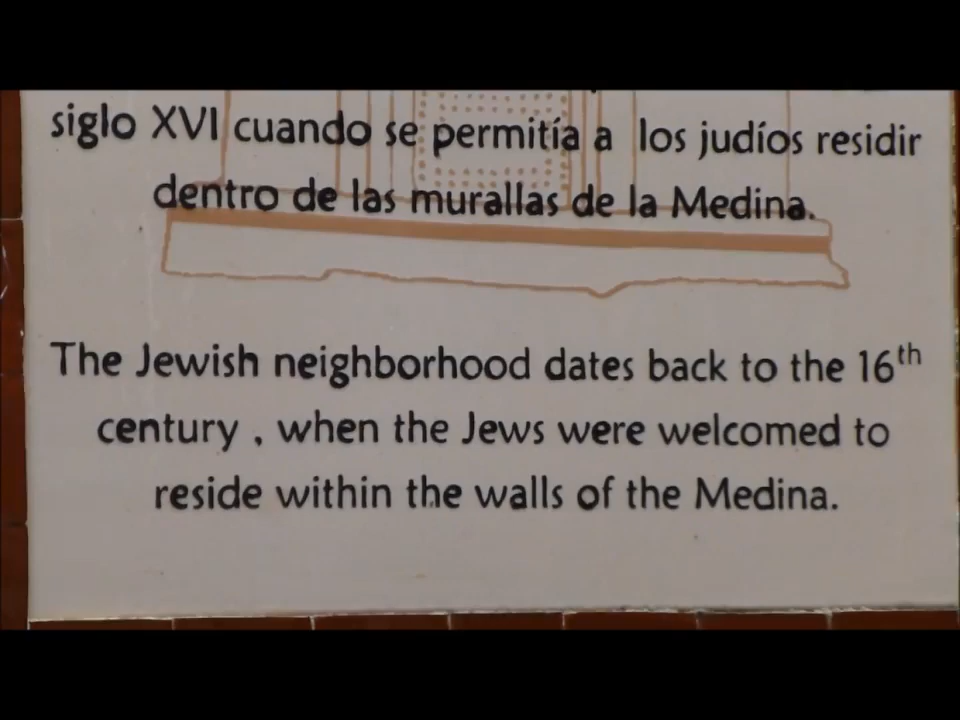 siglo XVI cuando se permitía a los judíos residir
dentro de las murallas de la Medina.
The Jewish neighborhood dates back to the 16th
century , when the Jews were welcomed to
reside within the walls of the Medina.